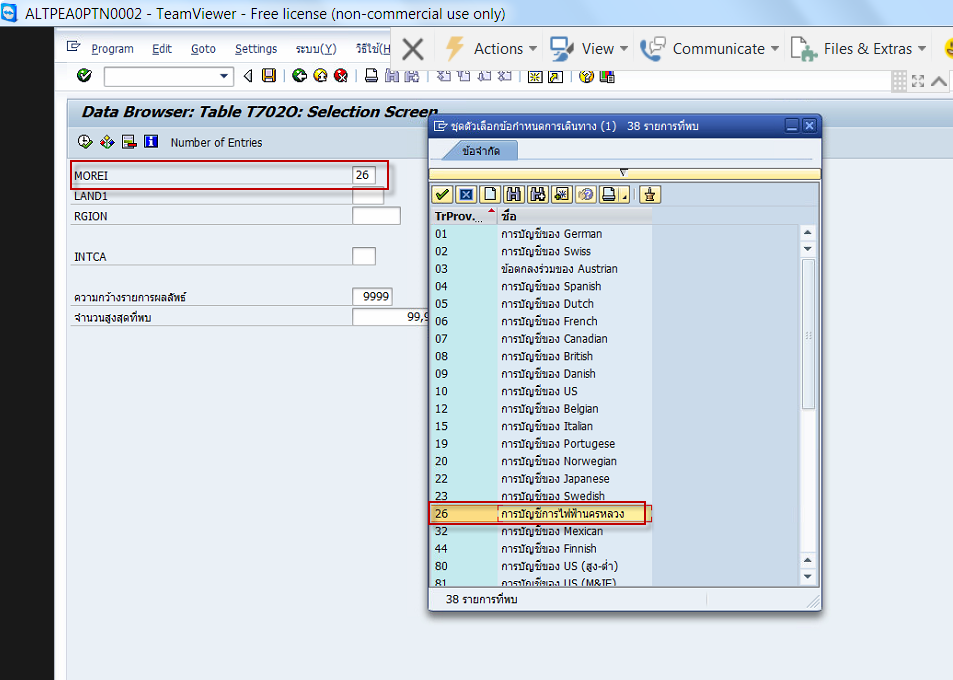 ALTPEA0PTN0002 - TeamViewer - Free license (non-commercial use only)
Program Edit Goto Settings ระบบ(Y) วิธีใช้(H
Actions View Communicate Files & Extras
Data Browser: Table T702O: Selection Screen
Number of Entries
MOREI 26
LAND1
RGION
INTCA
ความกว้างรายการผลลัพธ์ 9999
จำนวนสูงสุดที่พบ 99,9
ชุดตัวเลือกข้อกำหนดการเดินทาง (1) 38 รายการที่พบ
ข้อจำกัด
TrProv... ชื่อ
01 การบัญชีของ German
02 การบัญชีของ Swiss
03 ข้อตกลงร่วมของ Austrian
04 การบัญชีของ Spanish
05 การบัญชีของ Dutch
06 การบัญชีของ French
07 การบัญชีของ Canadian
08 การบัญชีของ British
09 การบัญชีของ Danish
10 การบัญชีของ US
12 การบัญชีของ Belgian
15 การบัญชีของ Italian
19 การบัญชีของ Portugese
20 การบัญชีของ Norwegian
22 การบัญชีของ Japanese
23 การบัญชีของ Swedish
26 การบัญชีการไฟฟ้านครหลวง
32 การบัญชีของ Mexican
44 การบัญชีของ Finnish
80 การบัญชีของ US (สูง-ต่ำ)
81 การบัญชีของ US (M&IE)
38 รายการที่พบ